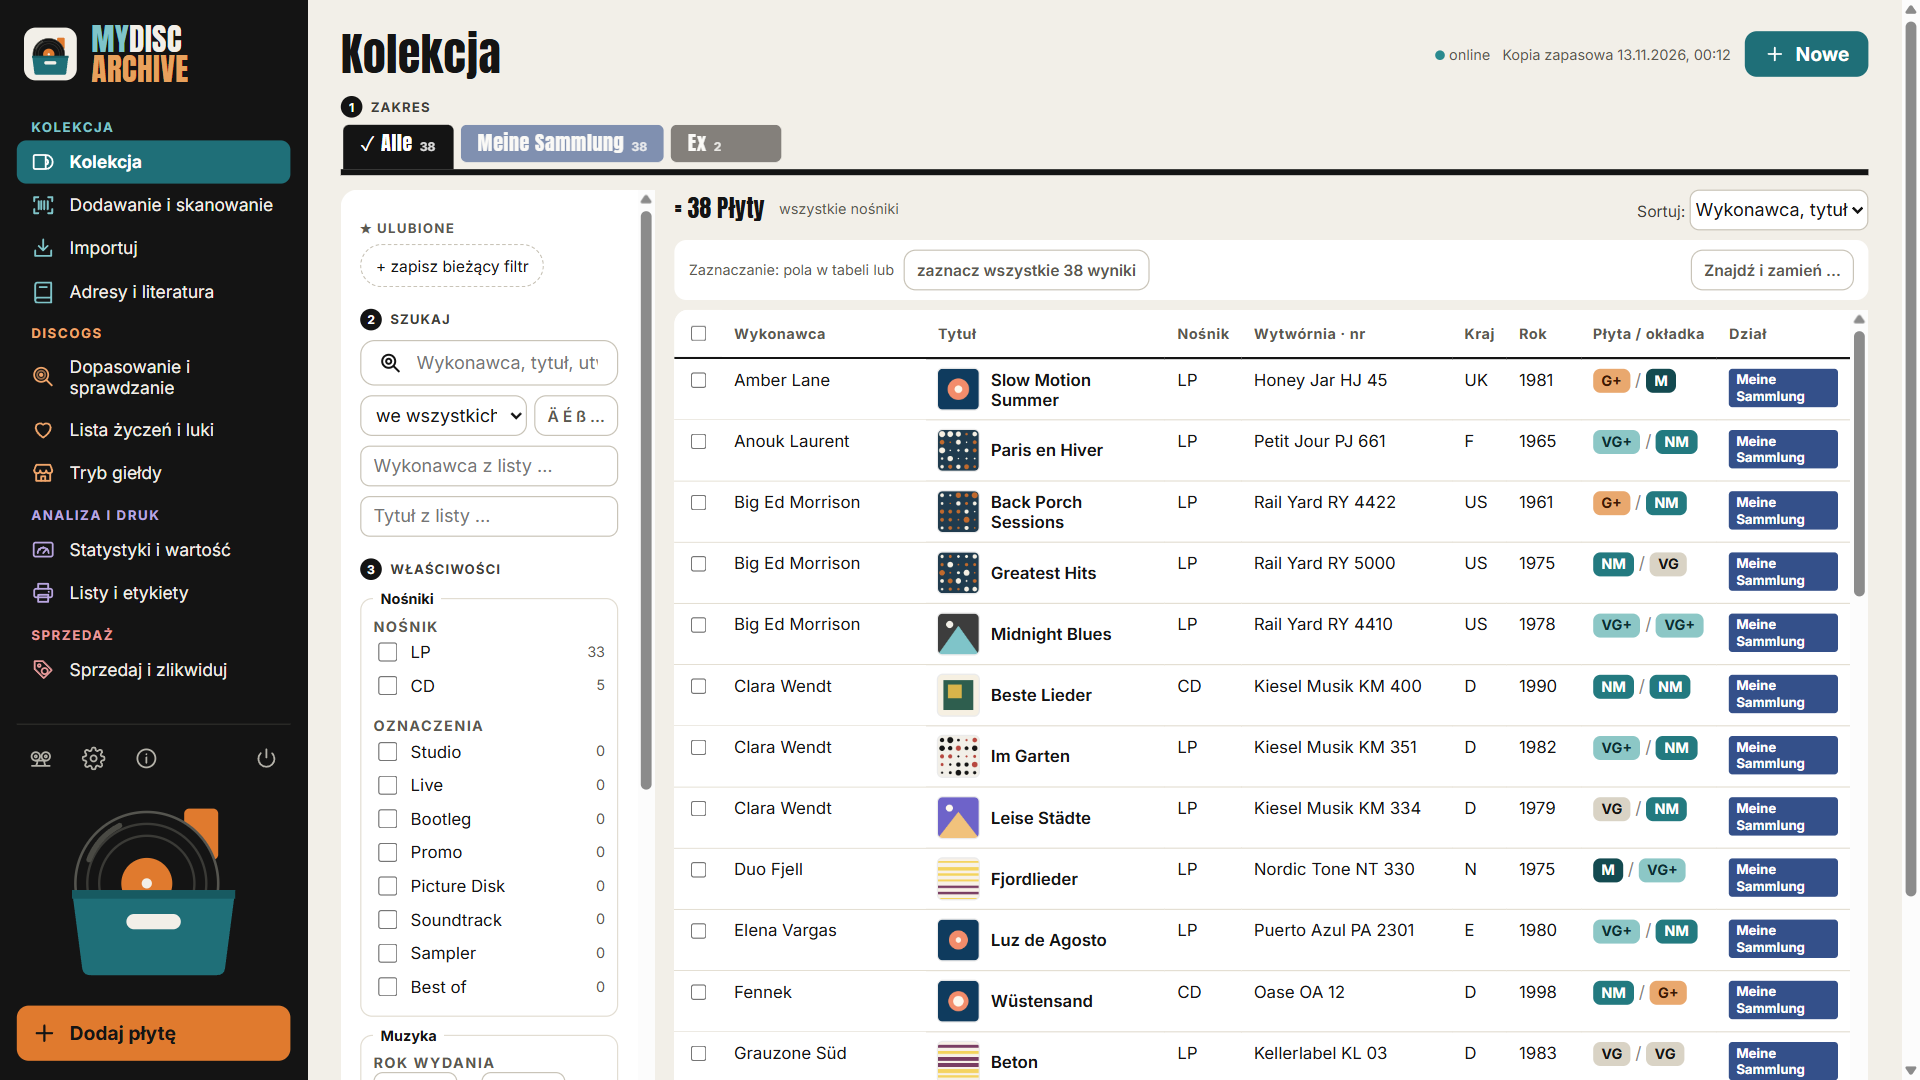 MYDISC
ARCHIVE
KOLEKCJA
Kolekcja
Dodawanie i skanowanie
Importuj
Adresy i literatura
DISCOGS
Dopasowanie i
sprawdzanie
Lista życzeń i luki
Tryb giełdy
ANALIZA I DRUK
Statystyki i wartość
Listy i etykiety
SPRZEDAŻ
Sprzedaj i zlikwiduj
+ Dodaj płytę
Kolekcja
online Kopia zapasowa 13.11.2026, 00:12
+ Nowe
1 ZAKRES
✓ Alle 38
Meine Sammlung 38
Ex 2
★ ULUBIONE
+ zapisz bieżący filtr
2 SZUKAJ
Wykonawca, tytuł, ut
we wszystkich
Ä É ß ...
Wykonawca z listy ...
Tytuł z listy ...
3 WŁAŚCIWOŚCI
Nośniki
NOŚNIK
LP 33
CD 5
OZNACZENIA
Studio 0
Live 0
Bootleg 0
Promo 0
Picture Disk 0
Soundtrack 0
Sampler 0
Best of 0
Muzyka
ROK WYDANIA
= 38 Płyty wszystkie nośniki
Sortuj: Wykonawca, tytuł
Zaznaczanie: pola w tabeli lub zaznacz wszystkie 38 wyniki
Znajdź i zamień ...
Wykonawca Tytuł Nośnik Wytwórnia · nr Kraj Rok Płyta / okładka Dział
Amber Lane Slow Motion Summer LP Honey Jar HJ 45 UK 1981 G+ / M Meine Sammlung
Anouk Laurent Paris en Hiver LP Petit Jour PJ 661 F 1965 VG+ / NM Meine Sammlung
Big Ed Morrison Back Porch Sessions LP Rail Yard RY 4422 US 1961 G+ / NM Meine Sammlung
Big Ed Morrison Greatest Hits LP Rail Yard RY 5000 US 1975 NM / VG Meine Sammlung
Big Ed Morrison Midnight Blues LP Rail Yard RY 4410 US 1978 VG+ / VG+ Meine Sammlung
Clara Wendt Beste Lieder CD Kiesel Musik KM 400 D 1990 NM / NM Meine Sammlung
Clara Wendt Im Garten LP Kiesel Musik KM 351 D 1982 VG+ / NM Meine Sammlung
Clara Wendt Leise Städte LP Kiesel Musik KM 334 D 1979 VG / NM Meine Sammlung
Duo Fjell Fjordlieder LP Nordic Tone NT 330 N 1975 M / VG+ Meine Sammlung
Elena Vargas Luz de Agosto LP Puerto Azul PA 2301 E 1980 VG+ / NM Meine Sammlung
Fennek Wüstensand CD Oase OA 12 D 1998 NM / G+ Meine Sammlung
Grauzone Süd Beton LP Kellerlabel KL 03 D 1983 VG / VG Meine Sammlung